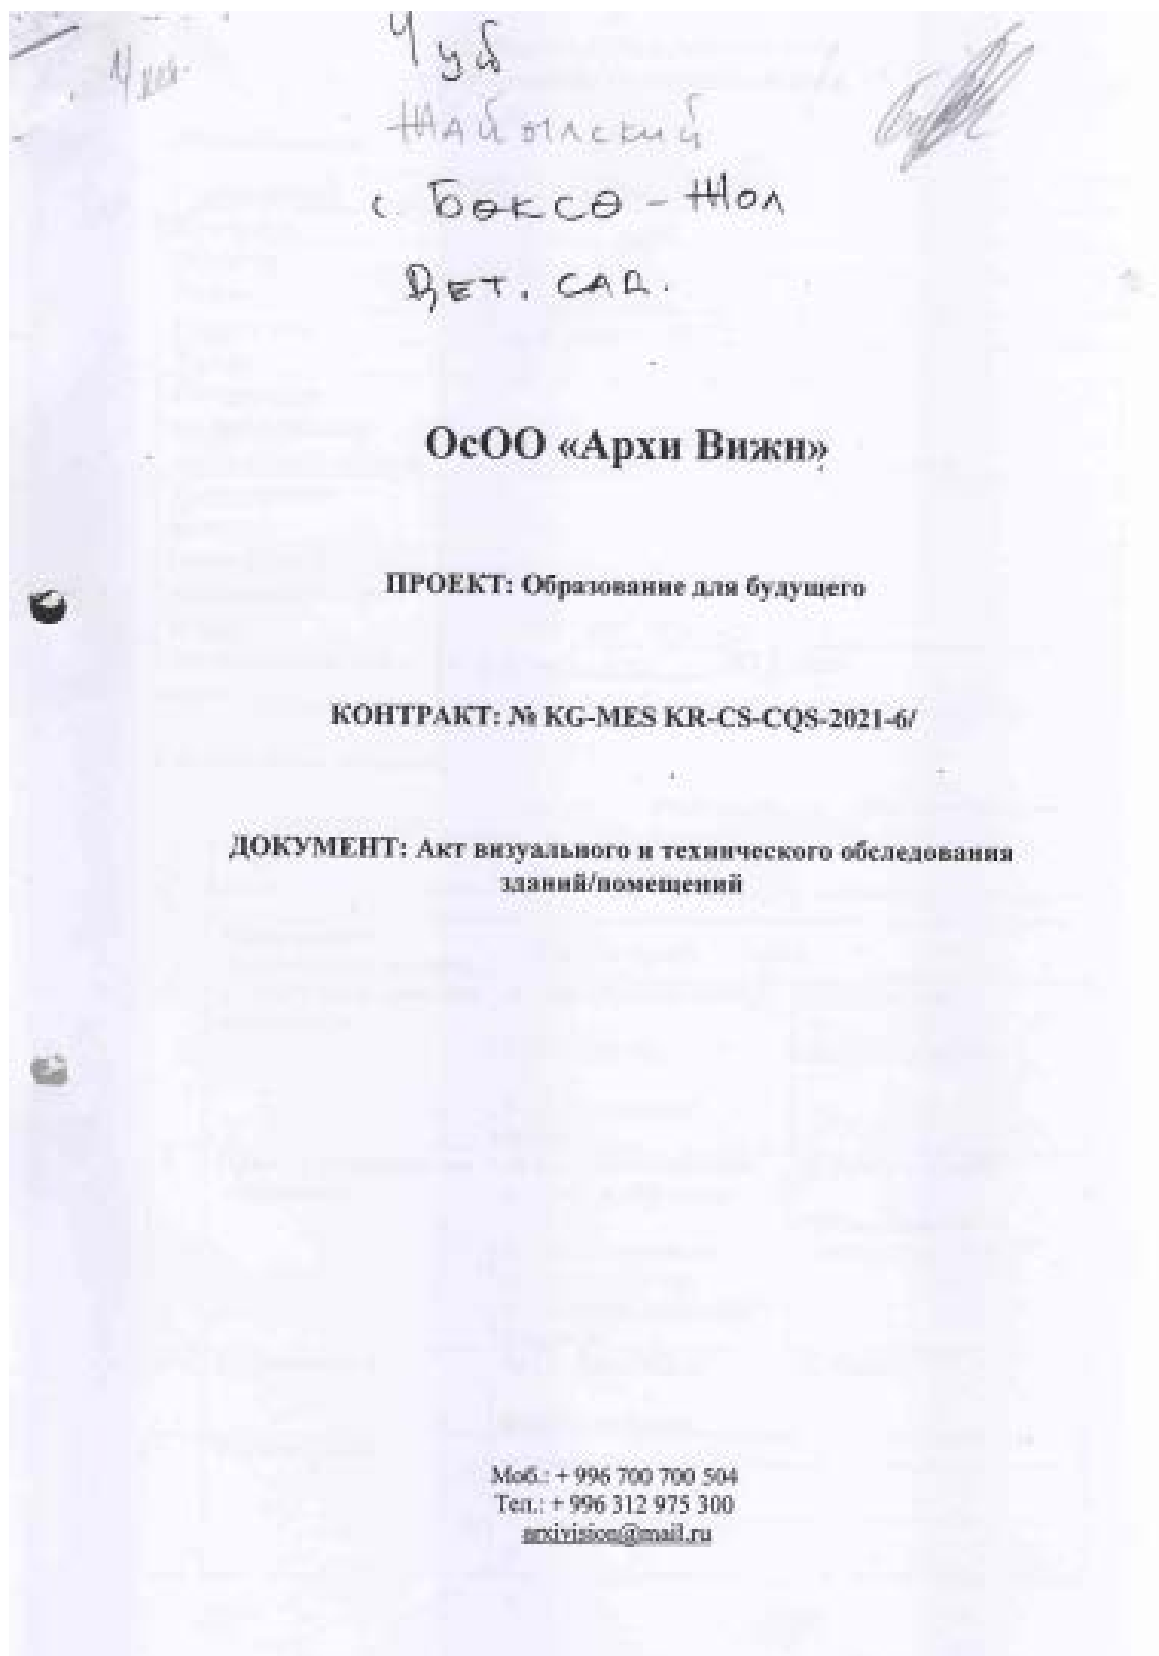 Чуб
Жайылский
с Бөксө-Жол
Дет. сад.
ОсОО «Архи Вижн»
ПРОЕКТ: Образование для будущего
КОНТРАКТ: № KG-MES KR-CS-CQS-2021-6/
ДОКУМЕНТ: Акт визуального и технического обследования
зданий/помещений
Моб.: + 996 700 700 504
Тел.: + 996 312 975 300
arxivision@mail.ru